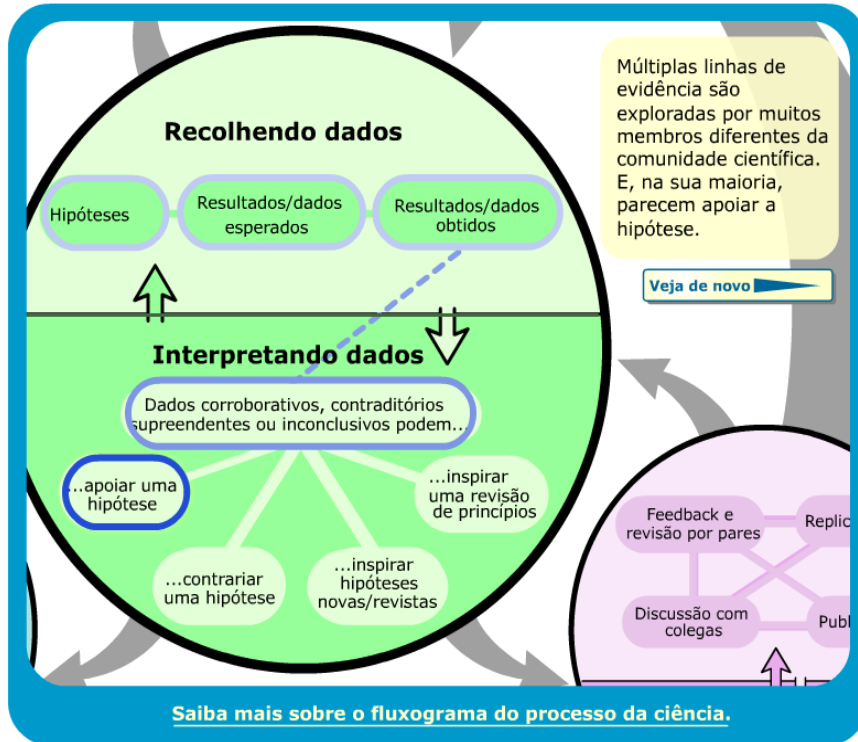 Recolhendo dados
Hipóteses
Resultados/dados
esperados
Resultados/dados
obtidos
Múltiplas linhas de
evidência são
exploradas por muitos
membros diferentes da
comunidade científica.
E, na sua maioria,
parecem apoiar a
hipótese.
Veja de novo
Interpretando dados
Dados corroborativos, contraditórios
supreendentes ou inconclusivos podem...
...apoiar uma
hipótese
...contrariar
uma hipótese
...inspirar
hipóteses
novas/revistas
...inspirar
uma revisão
de princípios
Feedback e
revisão por pares
Replic
Discussão com
colegas
Publ
Saiba mais sobre o fluxograma do processo da ciência.